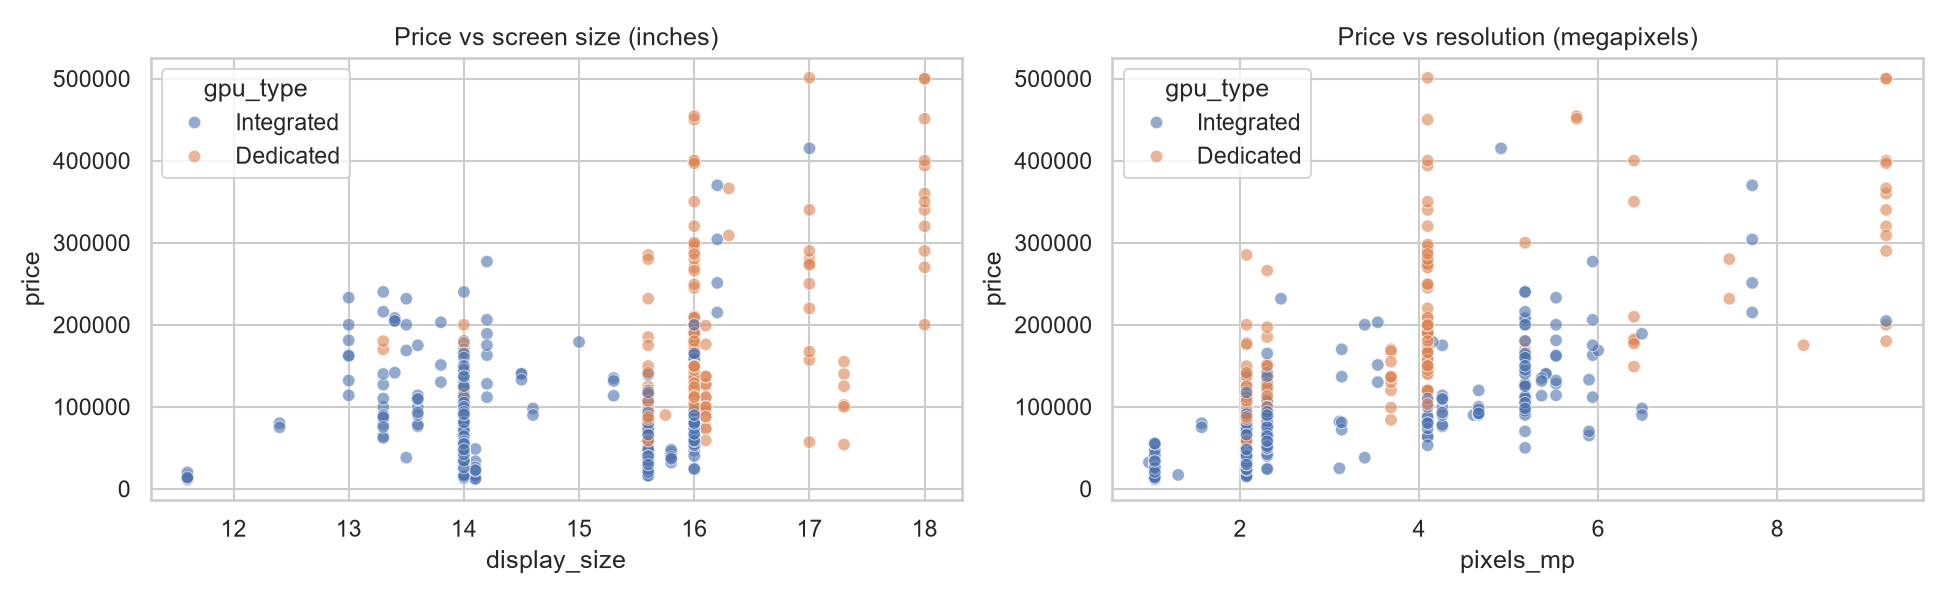 Price vs screen size (inches)
500000
400000
300000
200000
100000
0
price
gpu_type
Integrated
Dedicated
12
13
14
15
16
17
18
display_size
Price vs resolution (megapixels)
500000
400000
300000
200000
100000
0
price
gpu_type
Integrated
Dedicated
2
4
6
8
pixels_mp